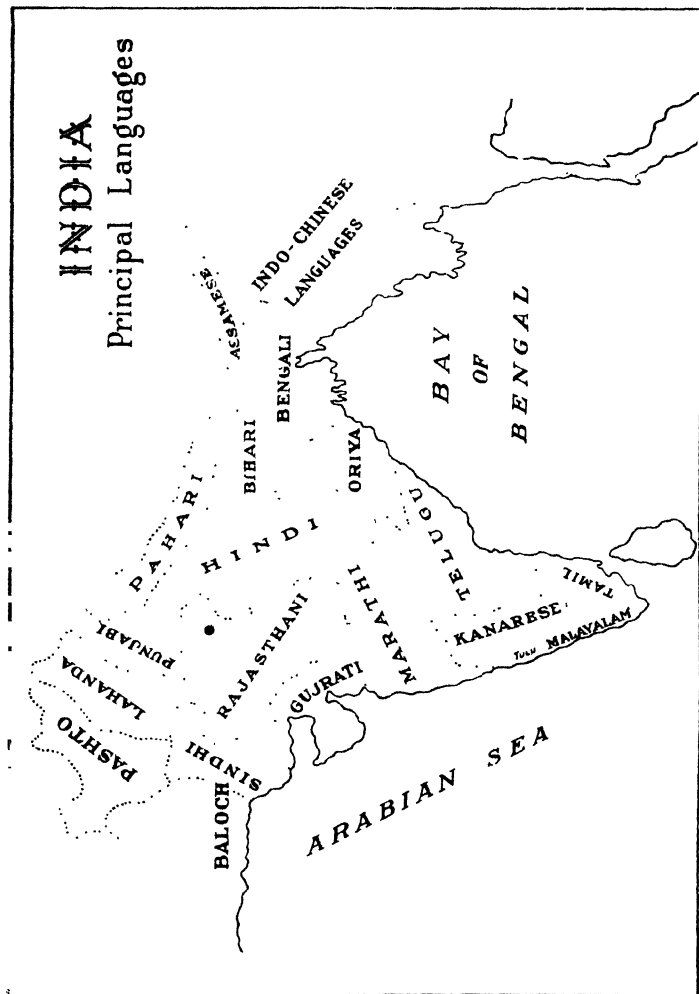 INDIA
Principal Languages
PASHTO
LAHANDA
PUNJABI
PAHARI
ASSAMESE
INDO-CHINESE
LANGUAGES
BALOCH
SINDHI
RAJASTHANI
HINDI
BIHARI
BENGALI
GUJRATI
MARATHI
ORIYA
TELUGU
KANARESE
TULU
MALAYALAM
TAMIL
ARABIAN SEA
BAY
OF
BENGAL